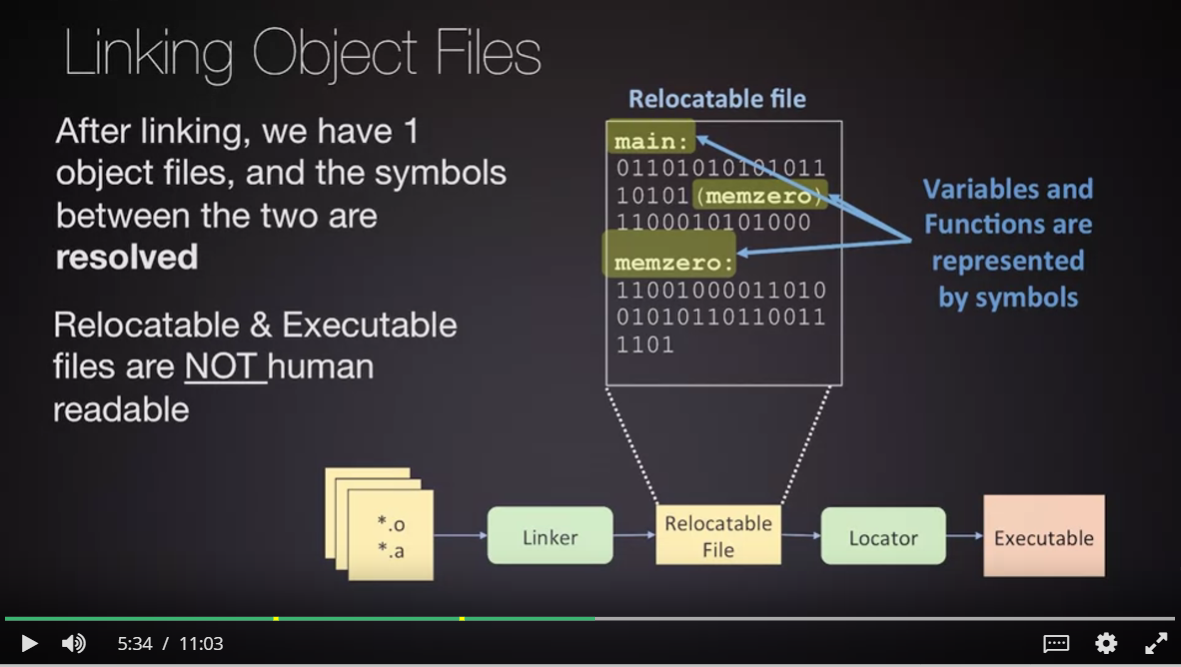 Linking Object Files
After linking, we have 1
object files, and the symbols
between the two are
resolved
Relocatable & Executable
files are NOT human
readable
Relocatable file
main:
01101010101011
10101(memzero)
1100010101000
memzero:
11001000011010
01010110110011
1101
Variables and
Functions are
represented
by symbols
*.o
*.a
Linker
Relocatable
File
Locator
Executable
5:34 / 11:03